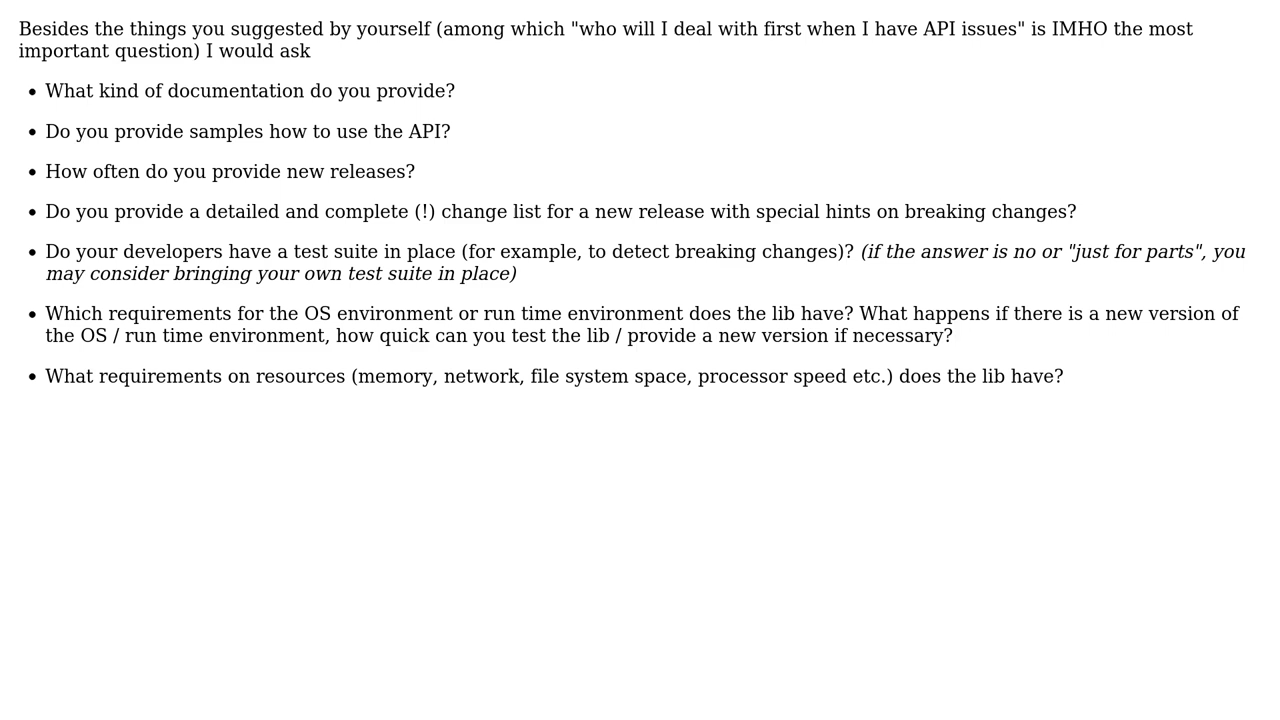 Besides the things you suggested by yourself (among which "who will I deal with first when I have API issues" is IMHO the most
important question) I would ask
• What kind of documentation do you provide?
• Do you provide samples how to use the API?
• How often do you provide new releases?
• Do you provide a detailed and complete (!) change list for a new release with special hints on breaking changes?
• Do your developers have a test suite in place (for example, to detect breaking changes)? (if the answer is no or "just for parts", you
may consider bringing your own test suite in place)
• Which requirements for the OS environment or run time environment does the lib have? What happens if there is a new version of
the OS / run time environment, how quick can you test the lib / provide a new version if necessary?
• What requirements on resources (memory, network, file system space, processor speed etc.) does the lib have?